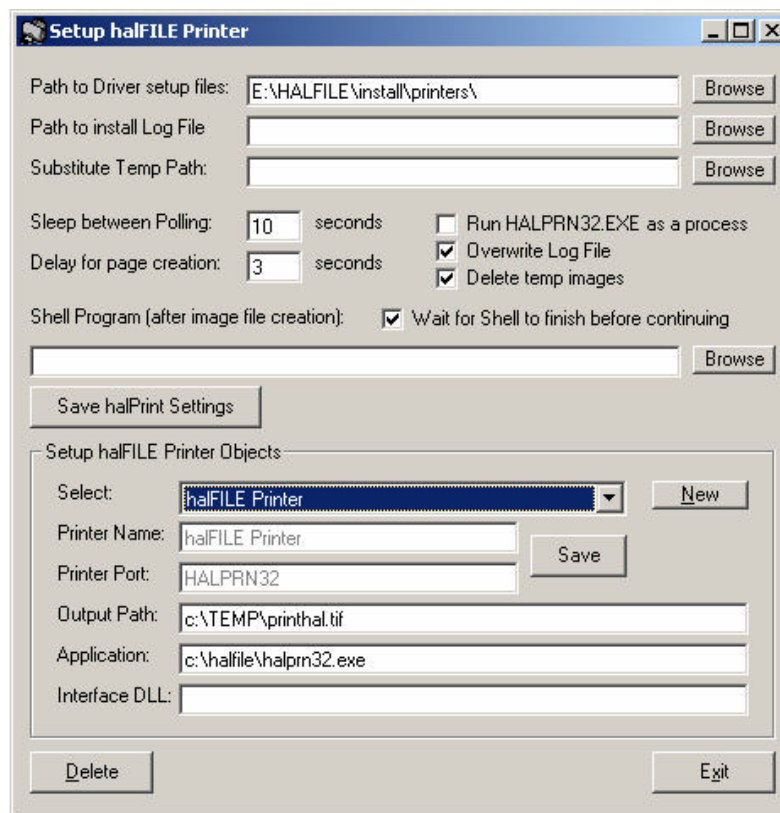 Setup halFILE Printer
Path to Driver setup files: E:\HALFILE\install\printers\ Browse
Path to install Log File Browse
Substitute Temp Path: Browse
Sleep between Polling: 10 seconds Run HALPRN32.EXE as a process
Overwrite Log File
Delay for page creation: 3 seconds
Delete temp images
Shell Program (after image file creation): Wait for Shell to finish before continuing
Browse
Save halPrint Settings
Setup halFILE Printer Objects
Select: halFILE Printer New
Printer Name: halFILE Printer
Save
Printer Port: HALPRN32
Output Path: c:\TEMP\printhal.tif
Application: c:\halfile\halprn32.exe
Interface DLL:
Delete Exit